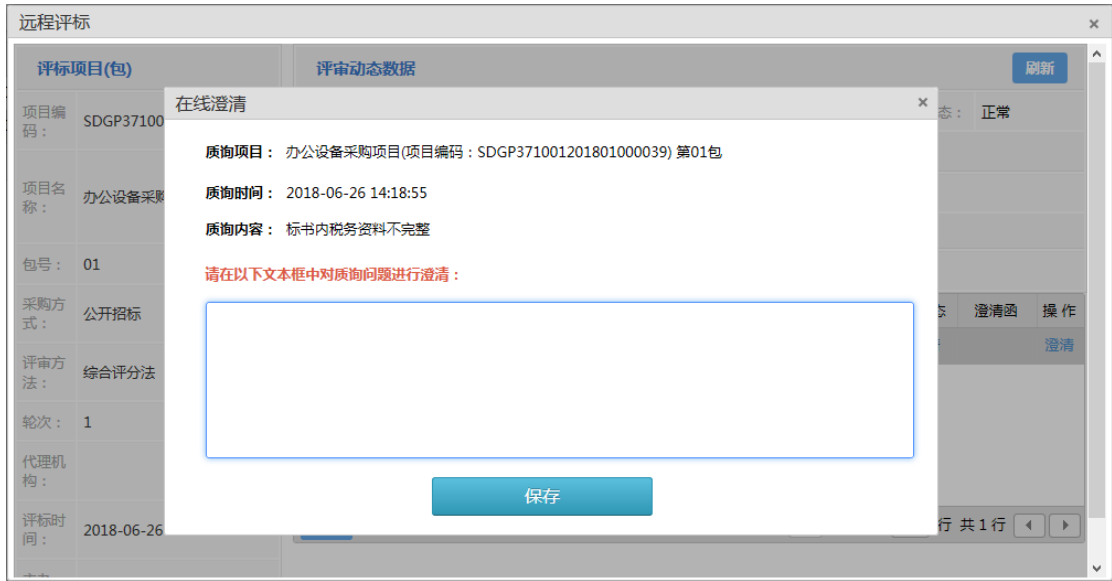 远程评标
×
评标项目(包)
评审动态数据
刷新
在线澄清
×
态：
正常
项目编
码：
SDGP37100
质询项目： 办公设备采购项目(项目编码：SDGP371001201801000039) 第01包
项目名
称：
办公设备采购
质询时间： 2018-06-26 14:18:55
质询内容： 标书内税务资料不完整
包号：
01
请在以下文本框中对质询问题进行澄清：
采购方
式：
公开招标
态
澄清函
操作
澄清
评审方
法：
综合评分法
轮次：
1
代理机
构：
保存
评标时
间：
2018-06-26
行 共1行